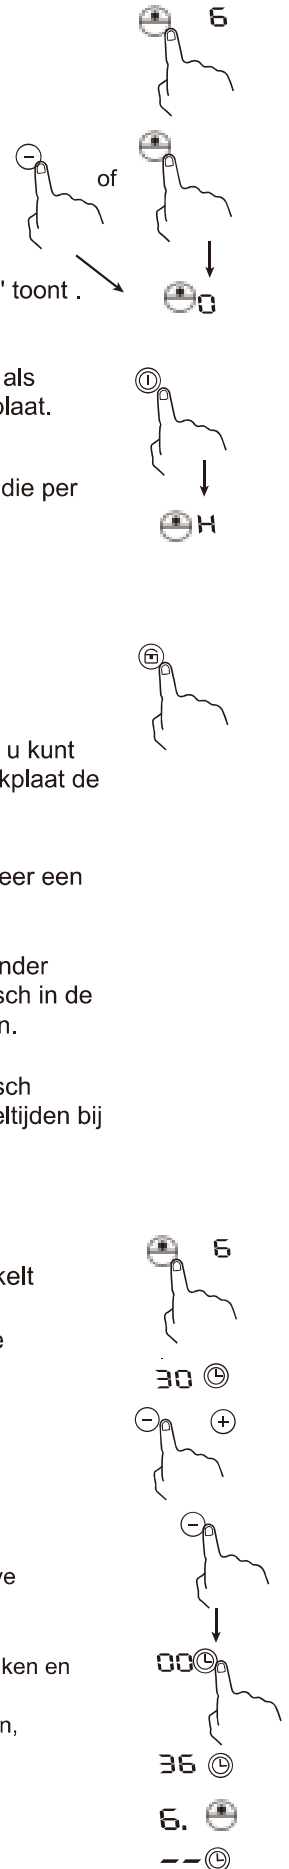 6
of
" toont .
0
als
plaat.
die per
H
u kunt
kplaat de
eer een
nder
sch in de
n.
sch
eltijden bij
6
kelt
e
30
- +
-
ve
00
ken en
n,
36
6.
--